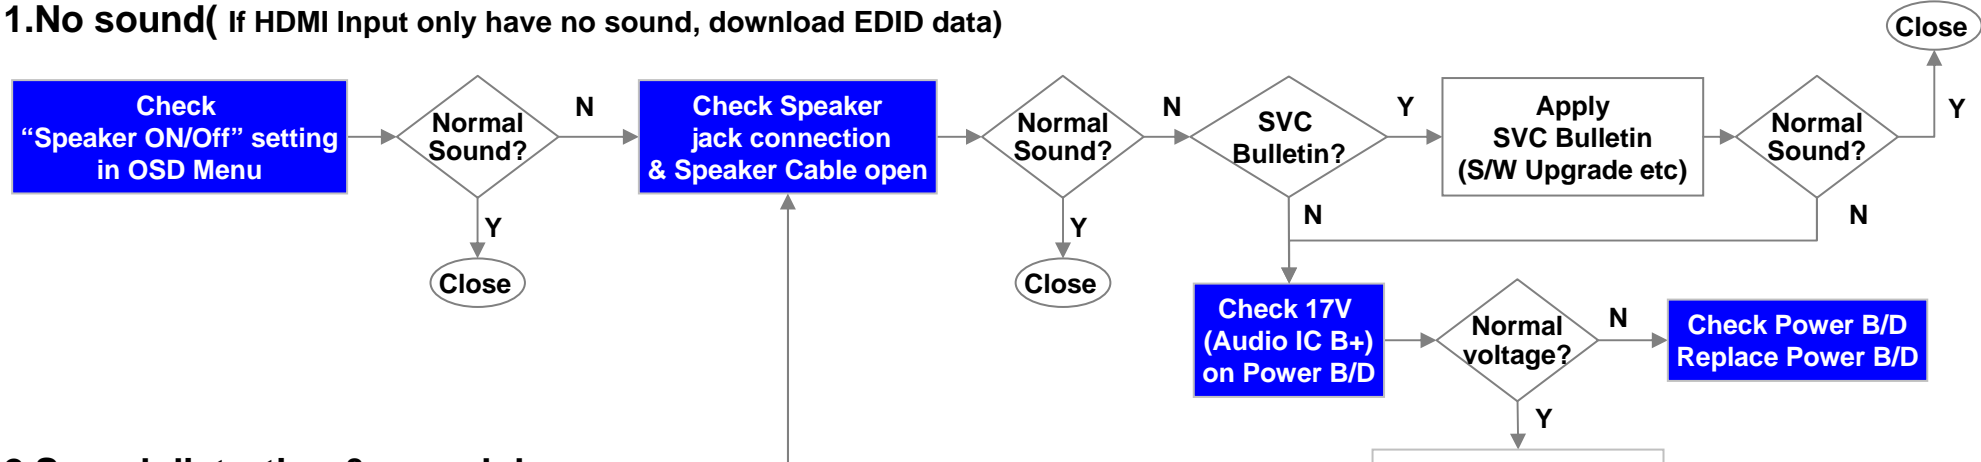 1.No sound( If HDMI Input only have no sound, download EDID data)
Close
Check
“Speaker ON/Off” setting
in OSD Menu
Normal
Sound?
N
Y
Close
Check Speaker
jack connection
& Speaker Cable open
Normal
Sound?
N
Y
Close
SVC
Bulletin?
Y
N
Apply
SVC Bulletin
(S/W Upgrade etc)
Normal
Sound?
Y
N
Check 17V
(Audio IC B+)
on Power B/D
Normal
voltage?
N
Y
Check Power B/D
Replace Power B/D